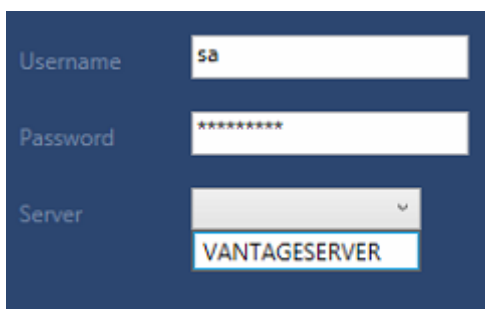 Username
sa
Password
*********
Server
VANTAGESERVER